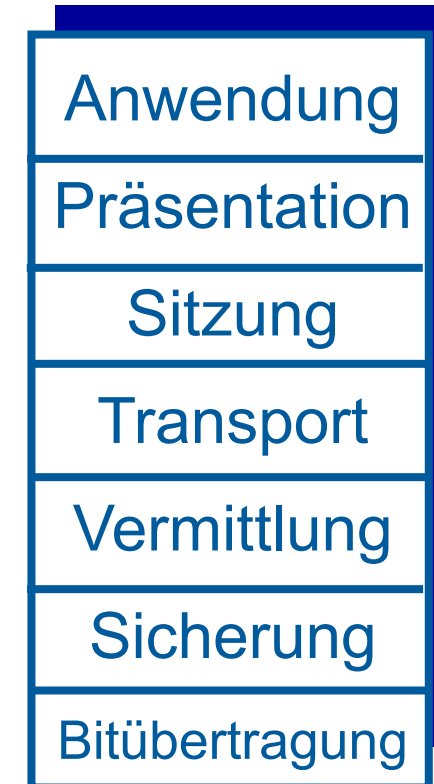 Anwendung
Präsentation
Sitzung
Transport
Vermittlung
Sicherung
Bitübertragung